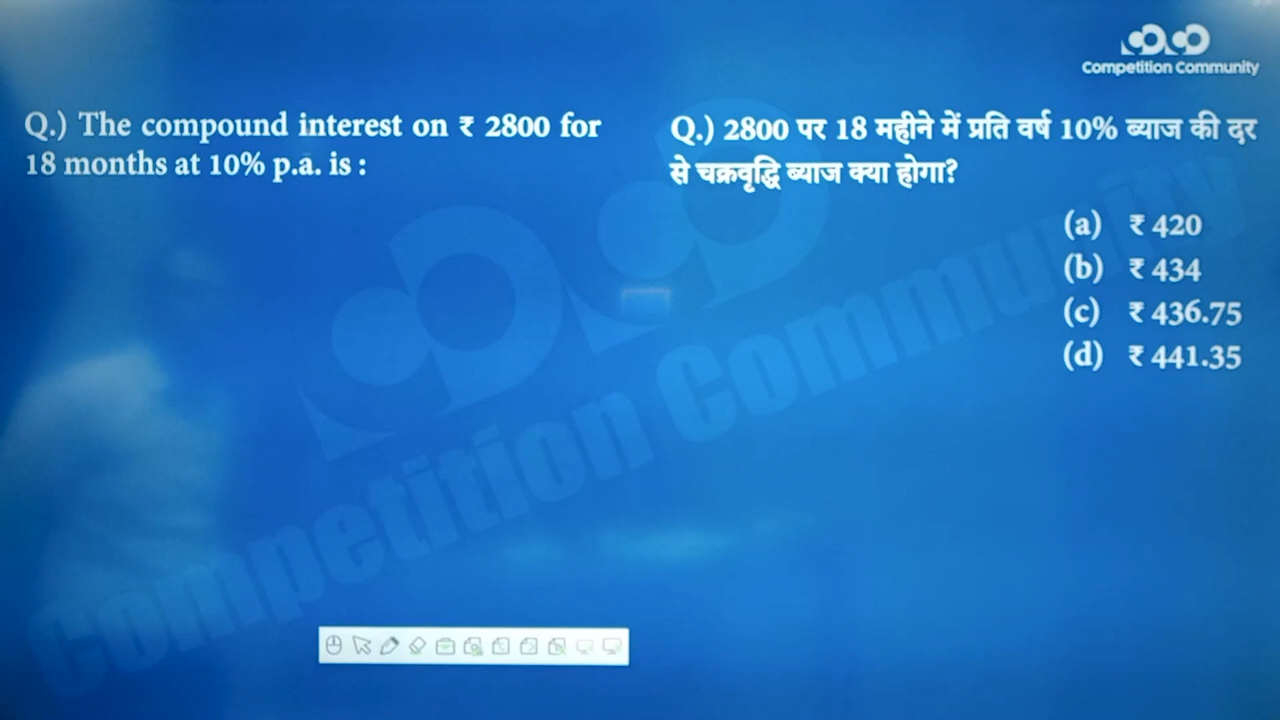 Competition Community
Q.) The compound interest on ₹ 2800 for
18 months at 10% p.a. is :
Q.) 2800 पर 18 महीने में प्रति वर्ष 10% ब्याज की दर
से चक्रवृद्धि ब्याज क्या होगा?
(a) ₹ 420
(b) ₹ 434
(c) ₹ 436.75
(d) ₹ 441.35
Competition Community